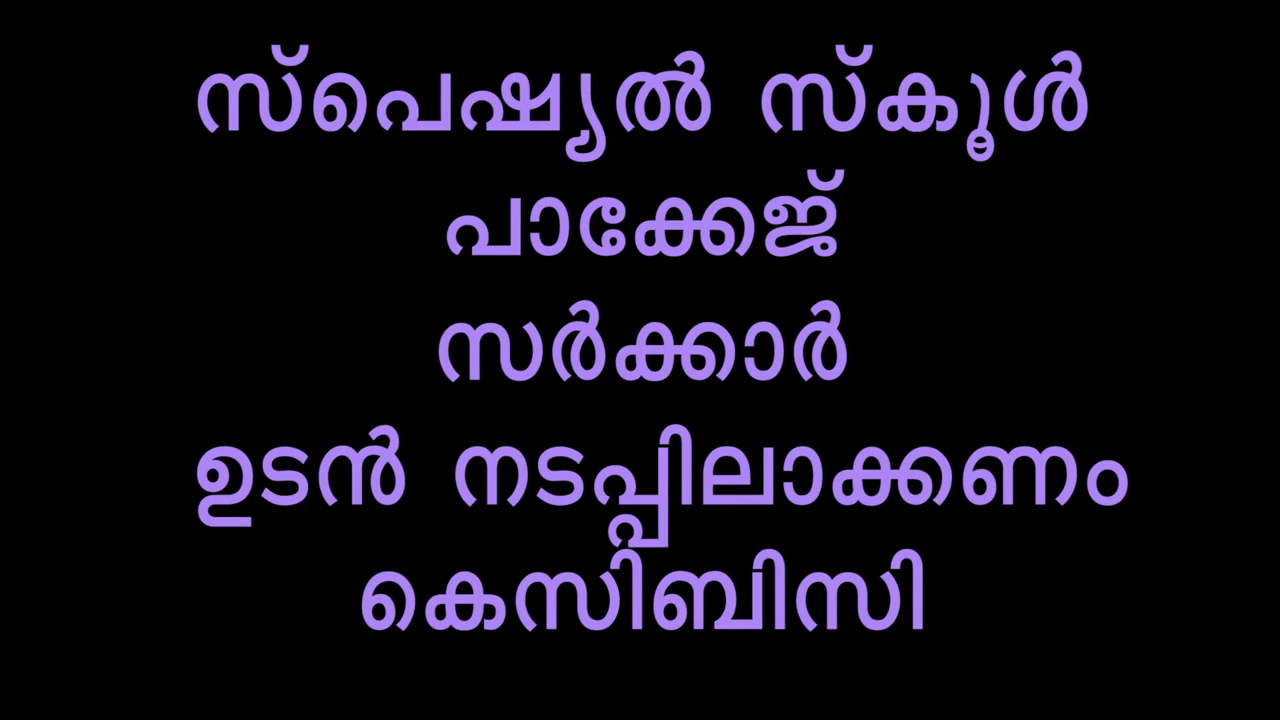 സ്പെഷ്യൽ സ്കൂൾ
പാക്കേജ്
സർക്കാർ
ഉടൻ നടപ്പിലാക്കണം
കെസിബിസി